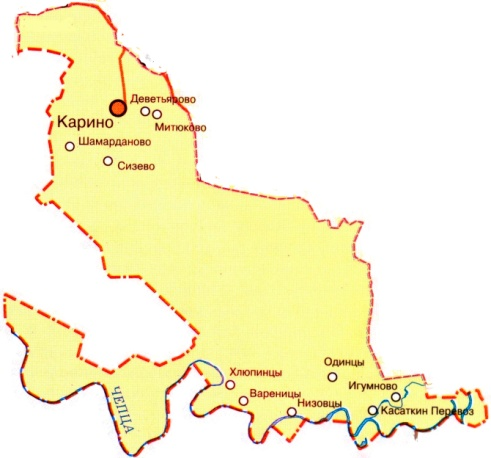 Деветьярово
Карино
Митюково
Шамарданово
Сизево
Одинцы
Хлюпинцы
Игумново
Вареницы
Низовцы
Касаткин Перевоз
ЧЕПЦА